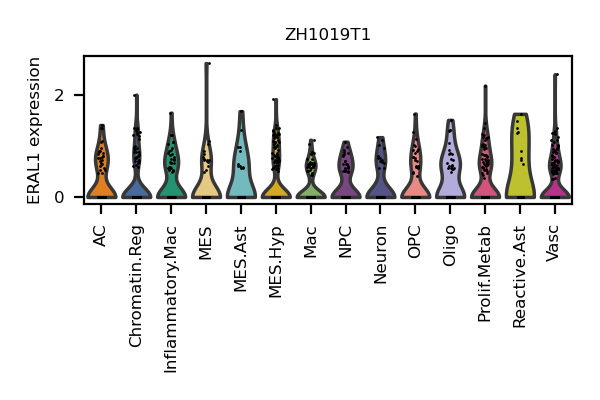 ZH1019T1
ERAL1 expression
2
0
AC
Chromatin.Reg
Inflammatory.Mac
MES
MES.Ast
MES.Hyp
Mac
NPC
Neuron
OPC
Oligo
Prolif.Metab
Reactive.Ast
Vasc